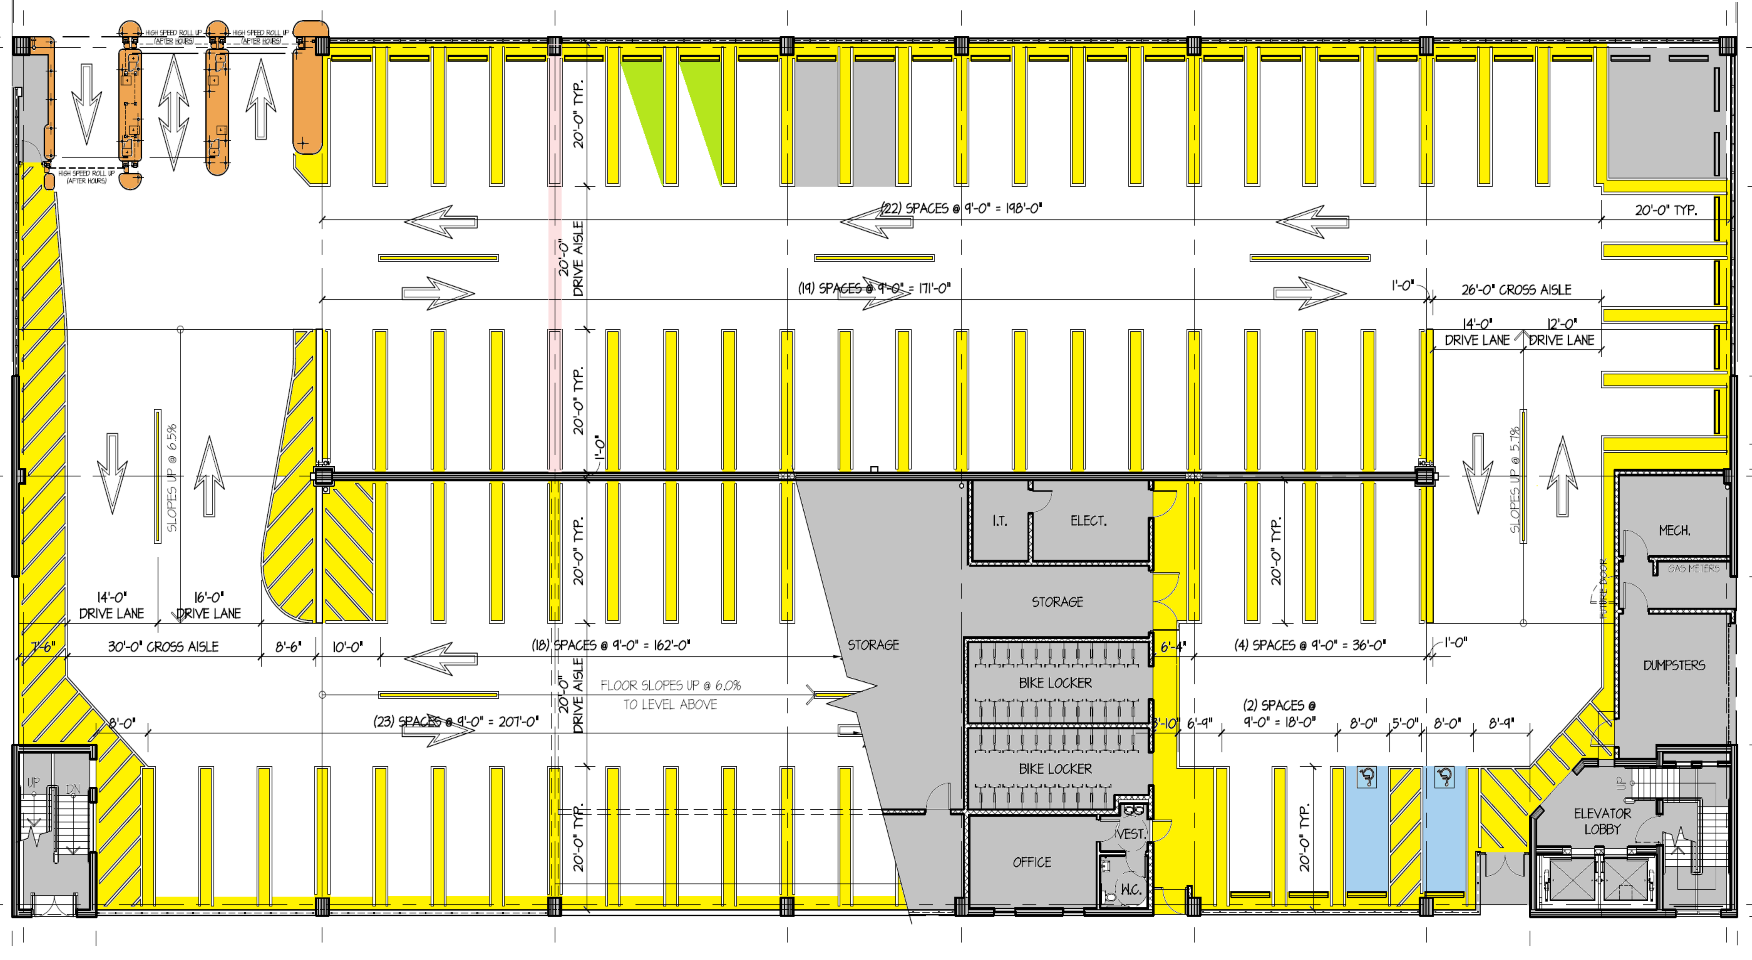 HIGH SPEED ROLL UP
(AFTER HOURS)
HIGH SPEED ROLL UP
(AFTER HOURS)
HIGH SPEED ROLL UP
(AFTER HOURS)
20'-0" TYP.
(22) SPACES @ 9'-0" = 198'-0"
20'-0" TYP.
20'-0"
DRIVE AISLE
(19) SPACES @ 9'-0" = 171'-0"
1'-0"
26'-0" CROSS AISLE
14'-0"
DRIVE LANE
12'-0"
DRIVE LANE
20'-0" TYP.
1'-0"
SLOPES UP @ 6.5%
SLOPES UP @ 5.7%
I.T.
ELECT.
MECH.
20'-0" TYP.
20'-0" TYP.
GAS METERS
FUTURE DOOR
14'-0"
DRIVE LANE
16'-0"
DRIVE LANE
STORAGE
7'-6"
30'-0" CROSS AISLE
8'-6"
10'-0"
(18) SPACES @ 9'-0" = 162'-0"
STORAGE
6'-4"
(4) SPACES @ 9'-0" = 36'-0"
1'-0"
DUMPSTERS
BIKE LOCKER
FLOOR SLOPES UP @ 6.0%
TO LEVEL ABOVE
20'-0"
DRIVE AISLE
8'-0"
(23) SPACES @ 9'-0" = 207'-0"
6'-9"
(2) SPACES @
9'-0" = 18'-0"
8'-0"
5'-0"
8'-0"
8'-9"
BIKE LOCKER
UP
DN
UP
20'-0" TYP.
20'-0" TYP.
ELEVATOR
LOBBY
VEST.
OFFICE
W.C.